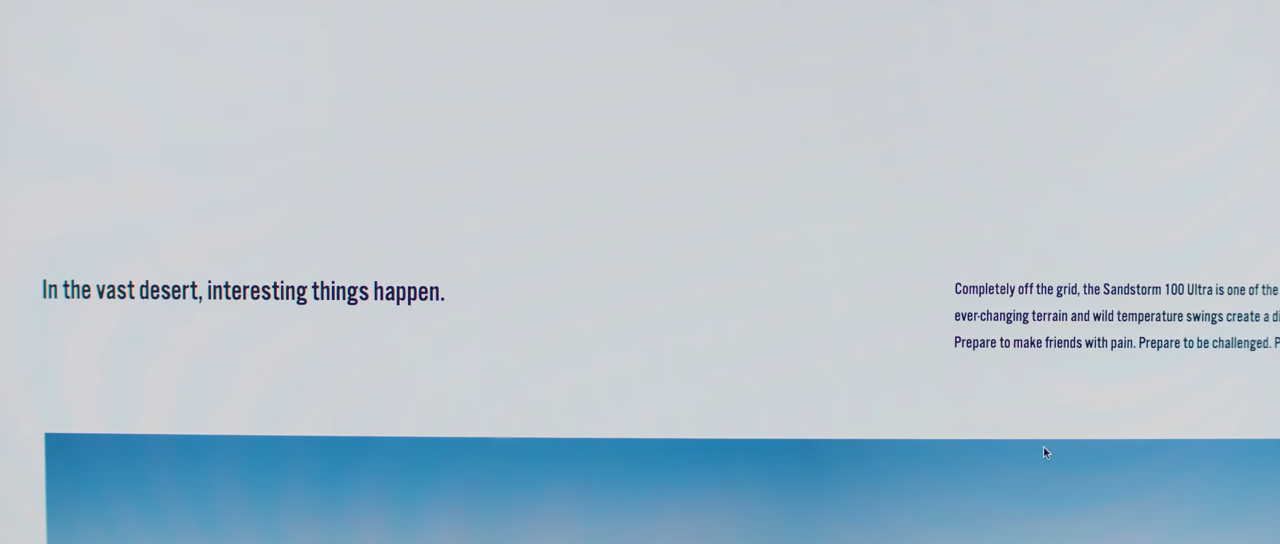 In the vast desert, interesting things happen.
Completely off the grid, the Sandstorm 100 Ultra is one of the
ever-changing terrain and wild temperature swings create a
Prepare to make friends with pain. Prepare to be challenged.